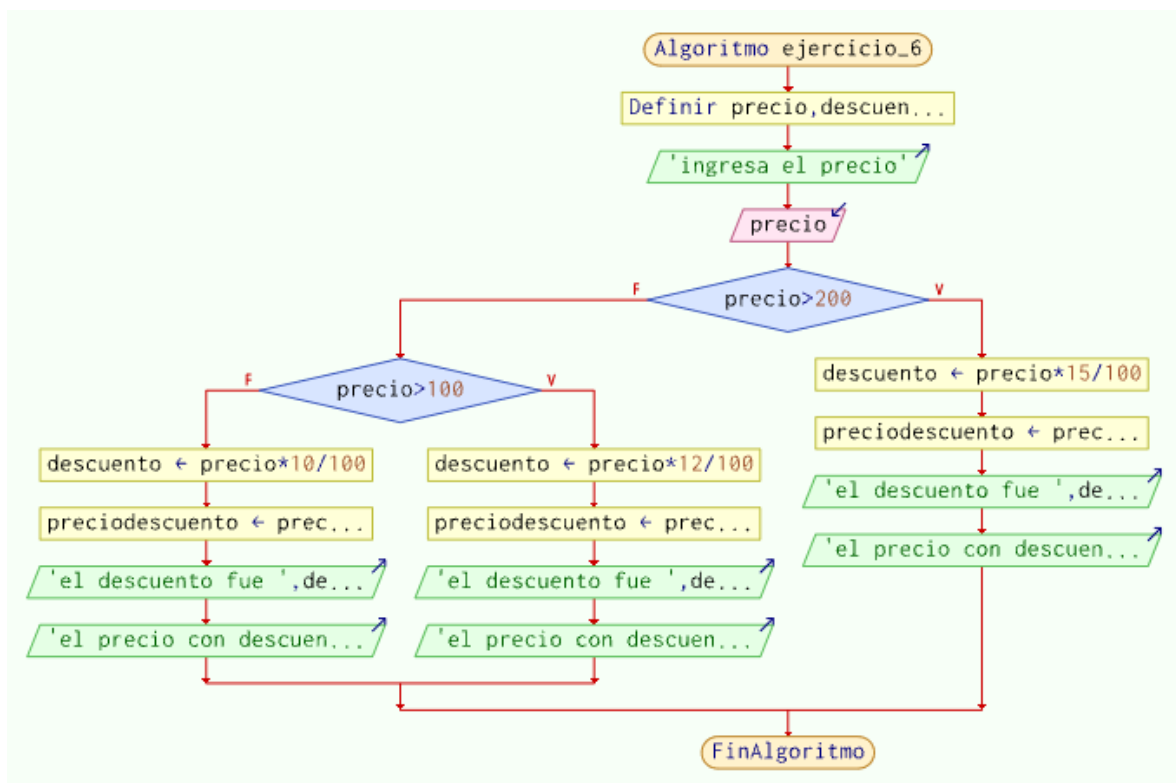 Algoritmo ejercicio_6
Definir precio,descuen...
'ingresa el precio'
precio
precio>200
F
V
precio>100
F
V
descuento ← precio*15/100
preciodescuento ← prec...
'el descuento fue ',de...
'el precio con descuen...
descuento ← precio*10/100
preciodescuento ← prec...
'el descuento fue ',de...
'el precio con descuen...
descuento ← precio*12/100
preciodescuento ← prec...
'el descuento fue ',de...
'el precio con descuen...
FinAlgoritmo